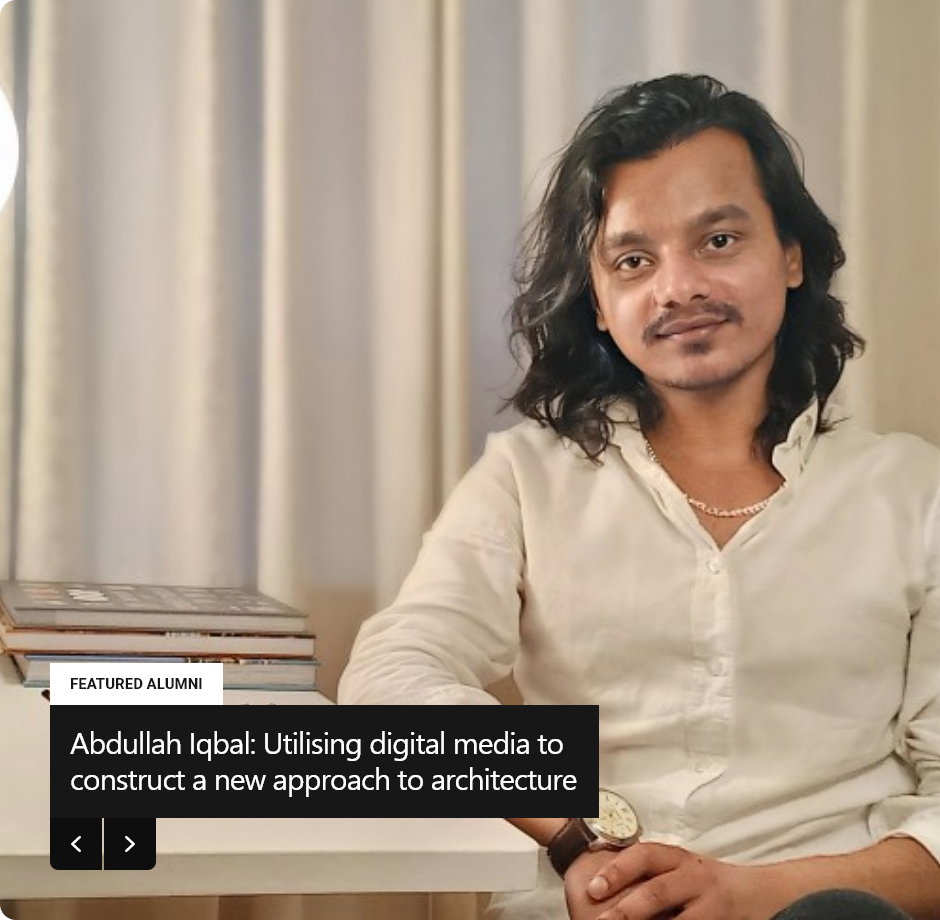 FEATURED ALUMNI
Abdullah Iqbal: Utilising digital media to
construct a new approach to architecture